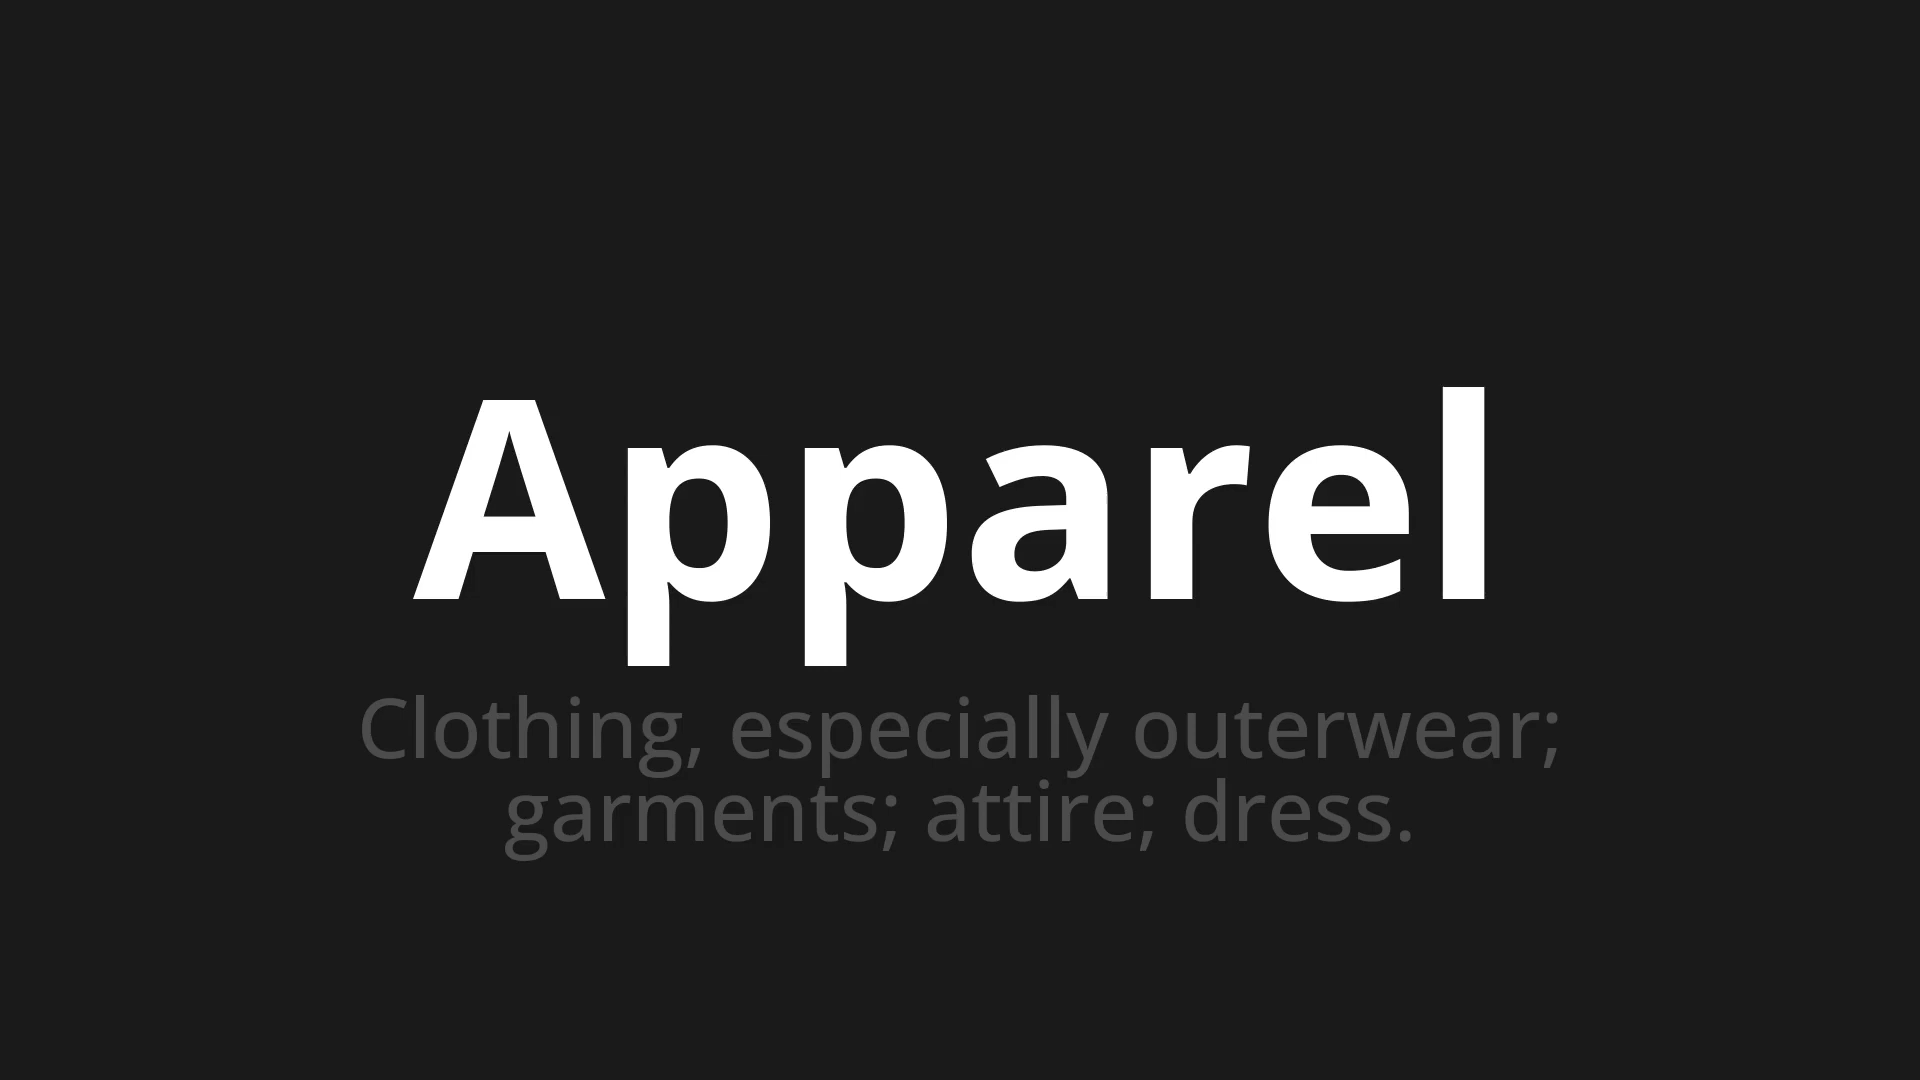 Apparel
Clothing, especially outerwear;
garments; attire; dress.